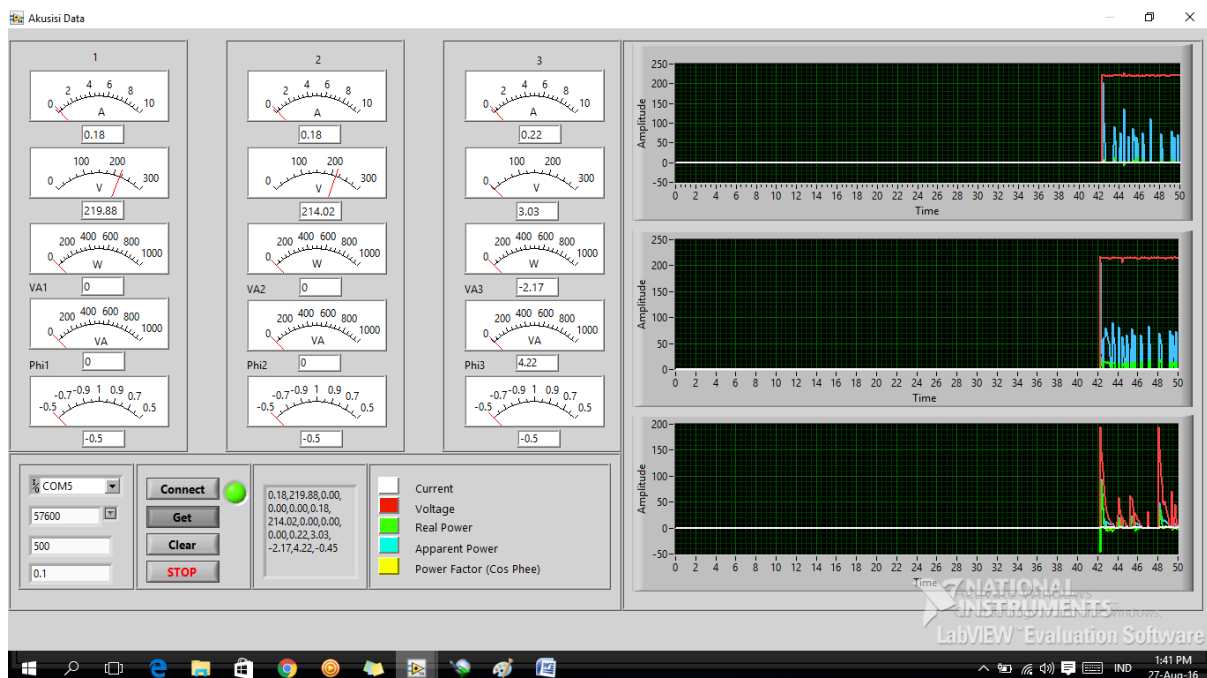 Akusisi Data
1
0 2 4 6 8 10
A
0.18
0 100 200 300
V
219.88
0 200 400 600 800 1000
W
VA1 0
0 200 400 600 800 1000
VA
Phi1 0
-0.5 -0.7 -0.9 1 0.9 0.7 0.5
-0.5
2
0 2 4 6 8 10
A
0.18
0 100 200 300
V
214.02
0 200 400 600 800 1000
W
VA2 0
0 200 400 600 800 1000
VA
Phi2 0
-0.5 -0.7 -0.9 1 0.9 0.7 0.5
-0.5
3
0 2 4 6 8 10
A
0.22
0 100 200 300
V
3.03
0 200 400 600 800 1000
W
VA3 -2.17
0 200 400 600 800 1000
VA
Phi3 4.22
-0.5 -0.7 -0.9 1 0.9 0.7 0.5
-0.5
Amplitude
250
200
150
100
50
0
-50
0 2 4 6 8 10 12 14 16 18 20 22 24 26 28 30 32 34 36 38 40 42 44 46 48 50
Time
Amplitude
250
200
150
100
50
0
0 2 4 6 8 10 12 14 16 18 20 22 24 26 28 30 32 34 36 38 40 42 44 46 48 50
Time
Amplitude
200
150
100
50
0
-50
0 2 4 6 8 10 12 14 16 18 20 22 24 26 28 30 32 34 36 38 40 42 44 46 48 50
Time
COM5
57600
500
0.1
Connect
Get
Clear
STOP
0.18,219.88,0.00,
0.00,0.00,0.18,
214.02,0.00,0.00,
0.00,0.22,3.03,
-2.17,4.22,-0.45
Current
Voltage
Real Power
Apparent Power
Power Factor (Cos Phee)
NATIONAL
INSTRUMENTS
LabVIEW™ Evaluation Software
IND
1:41 PM
27-Aug-16